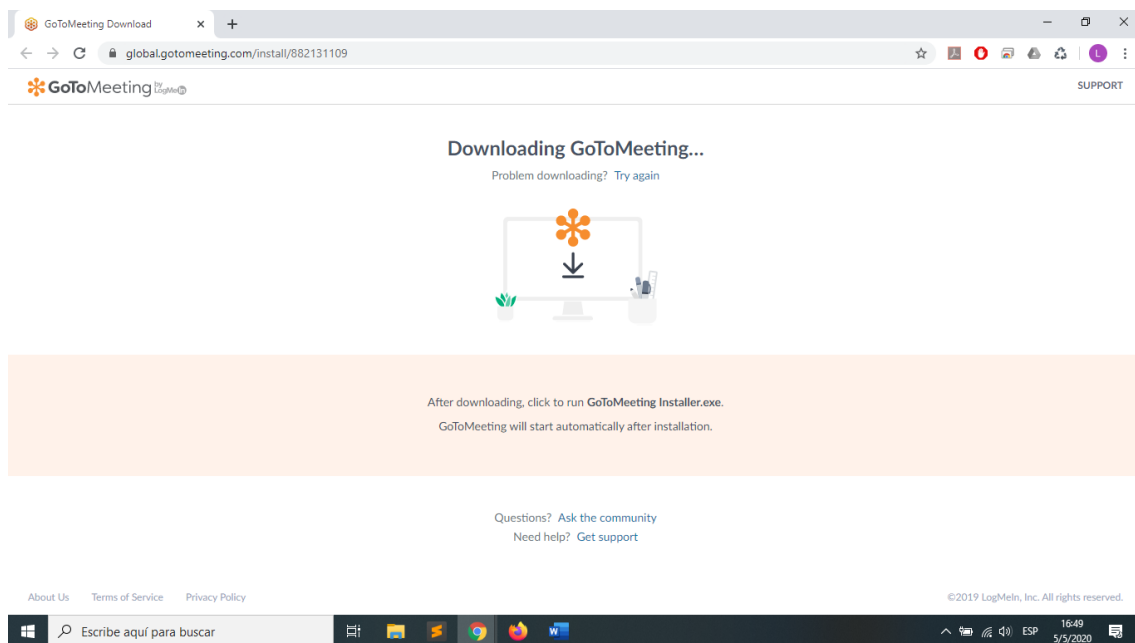 GoToMeeting Download
global.gotomeeting.com/install/882131109
L
GoToMeeting by LogMeIn
SUPPORT
Downloading GoToMeeting...
Problem downloading? Try again
After downloading, click to run GoToMeeting Installer.exe.
GoToMeeting will start automatically after installation.
Questions? Ask the community
Need help? Get support
About Us Terms of Service Privacy Policy
©2019 LogMeIn, Inc. All rights reserved.
Escribe aquí para buscar
ESP
16:49
5/5/2020